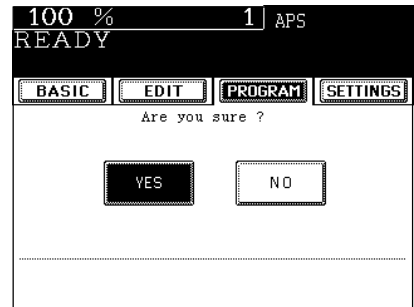 100 % 1 APS
READY
BASIC EDIT PROGRAM SETTINGS
Are you sure ?
YES NO